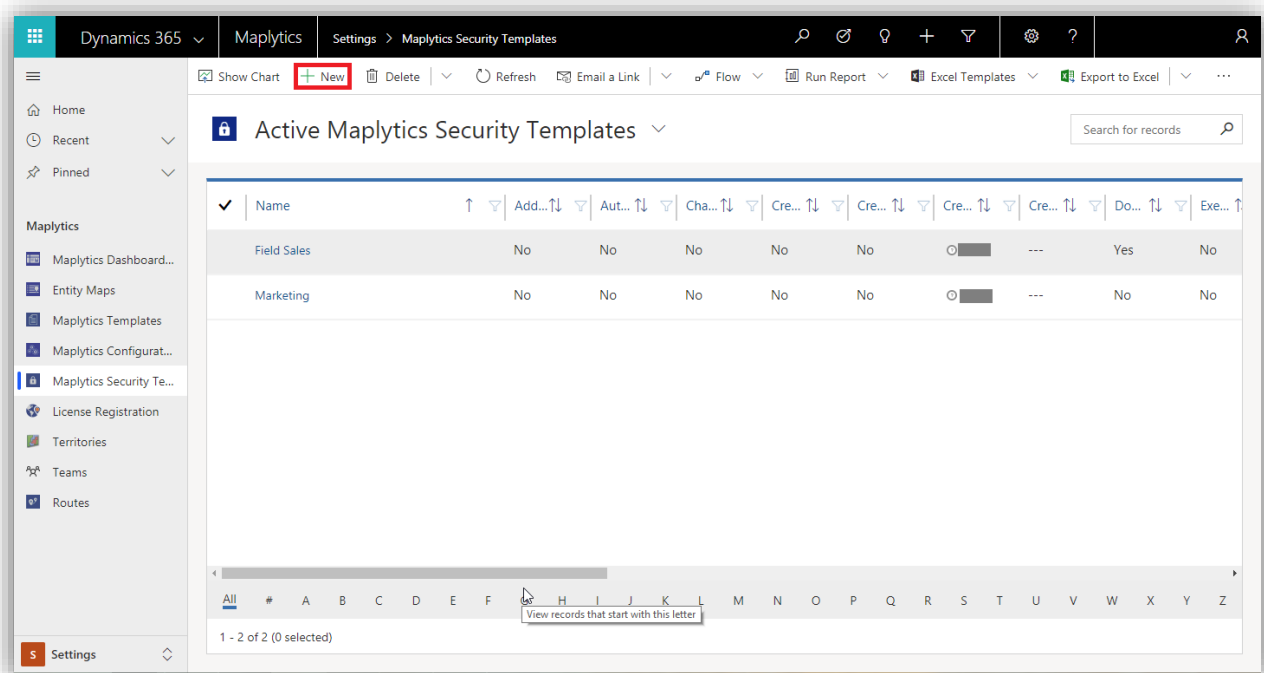 Dynamics 365 Maplytics Settings > Maplytics Security Templates ?
Show Chart New Delete Refresh Email a Link Flow Run Report Excel Templates Export to Excel ...
Home
Recent
Pinned
Maplytics
Maplytics Dashboard...
Entity Maps
Maplytics Templates
Maplytics Configurat...
Maplytics Security Te...
License Registration
Territories
Teams
Routes
S Settings
Active Maplytics Security Templates
Search for records
Name Add... Aut... Cha... Cre... Cre... Cre... Cre... Do... Exe...
Field Sales No No No No No --- Yes No
Marketing No No No No No --- No No
All # A B C D E F G H I J K L M N O P Q R S T U V W X Y Z
View records that start with this letter
1 - 2 of 2 (0 selected)